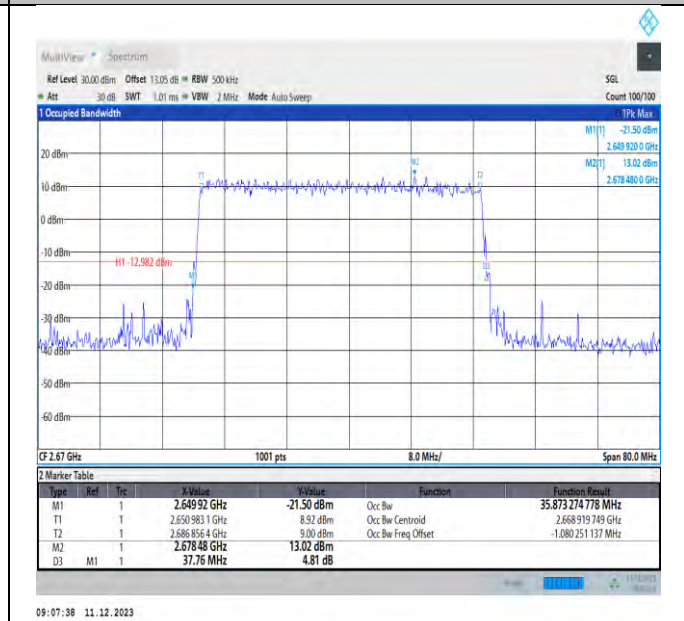 MultiView Spectrum
Ref Level 30.00 dBm Offset 13.05 dB RBW 500 kHz SGL
Att 30 dB SWT 1.01 ms VBW 2 MHz Mode Auto Sweep Count 100/100
1 Occupied Bandwidth 1Pk Max
M1[1] -21.50 dBm
2.649 920 0 GHz
20 dBm
M2[1] 13.02 dBm
2.678 480 0 GHz
T1 M2 T2
10 dBm
0 dBm
-10 dBm
H1 -12.982 dBm
M1 D3
-20 dBm
-30 dBm
-40 dBm
-50 dBm
-60 dBm
CF 2.67 GHz 1001 pts 8.0 MHz/ Span 80.0 MHz
2 Marker Table
Type Ref Trc X-Value Y-Value Function Function Result
M1 1 2.649 92 GHz -21.50 dBm Occ Bw 35.873 274 778 MHz
T1 1 2.650 983 1 GHz 8.92 dBm Occ Bw Centroid 2.668 919 749 GHz
T2 1 2.686 856 4 GHz 9.00 dBm Occ Bw Freq Offset -1.080 251 137 MHz
M2 1 2.678 48 GHz 13.02 dBm
D3 M1 1 37.76 MHz 4.81 dB
09:07:38 11.12.2023